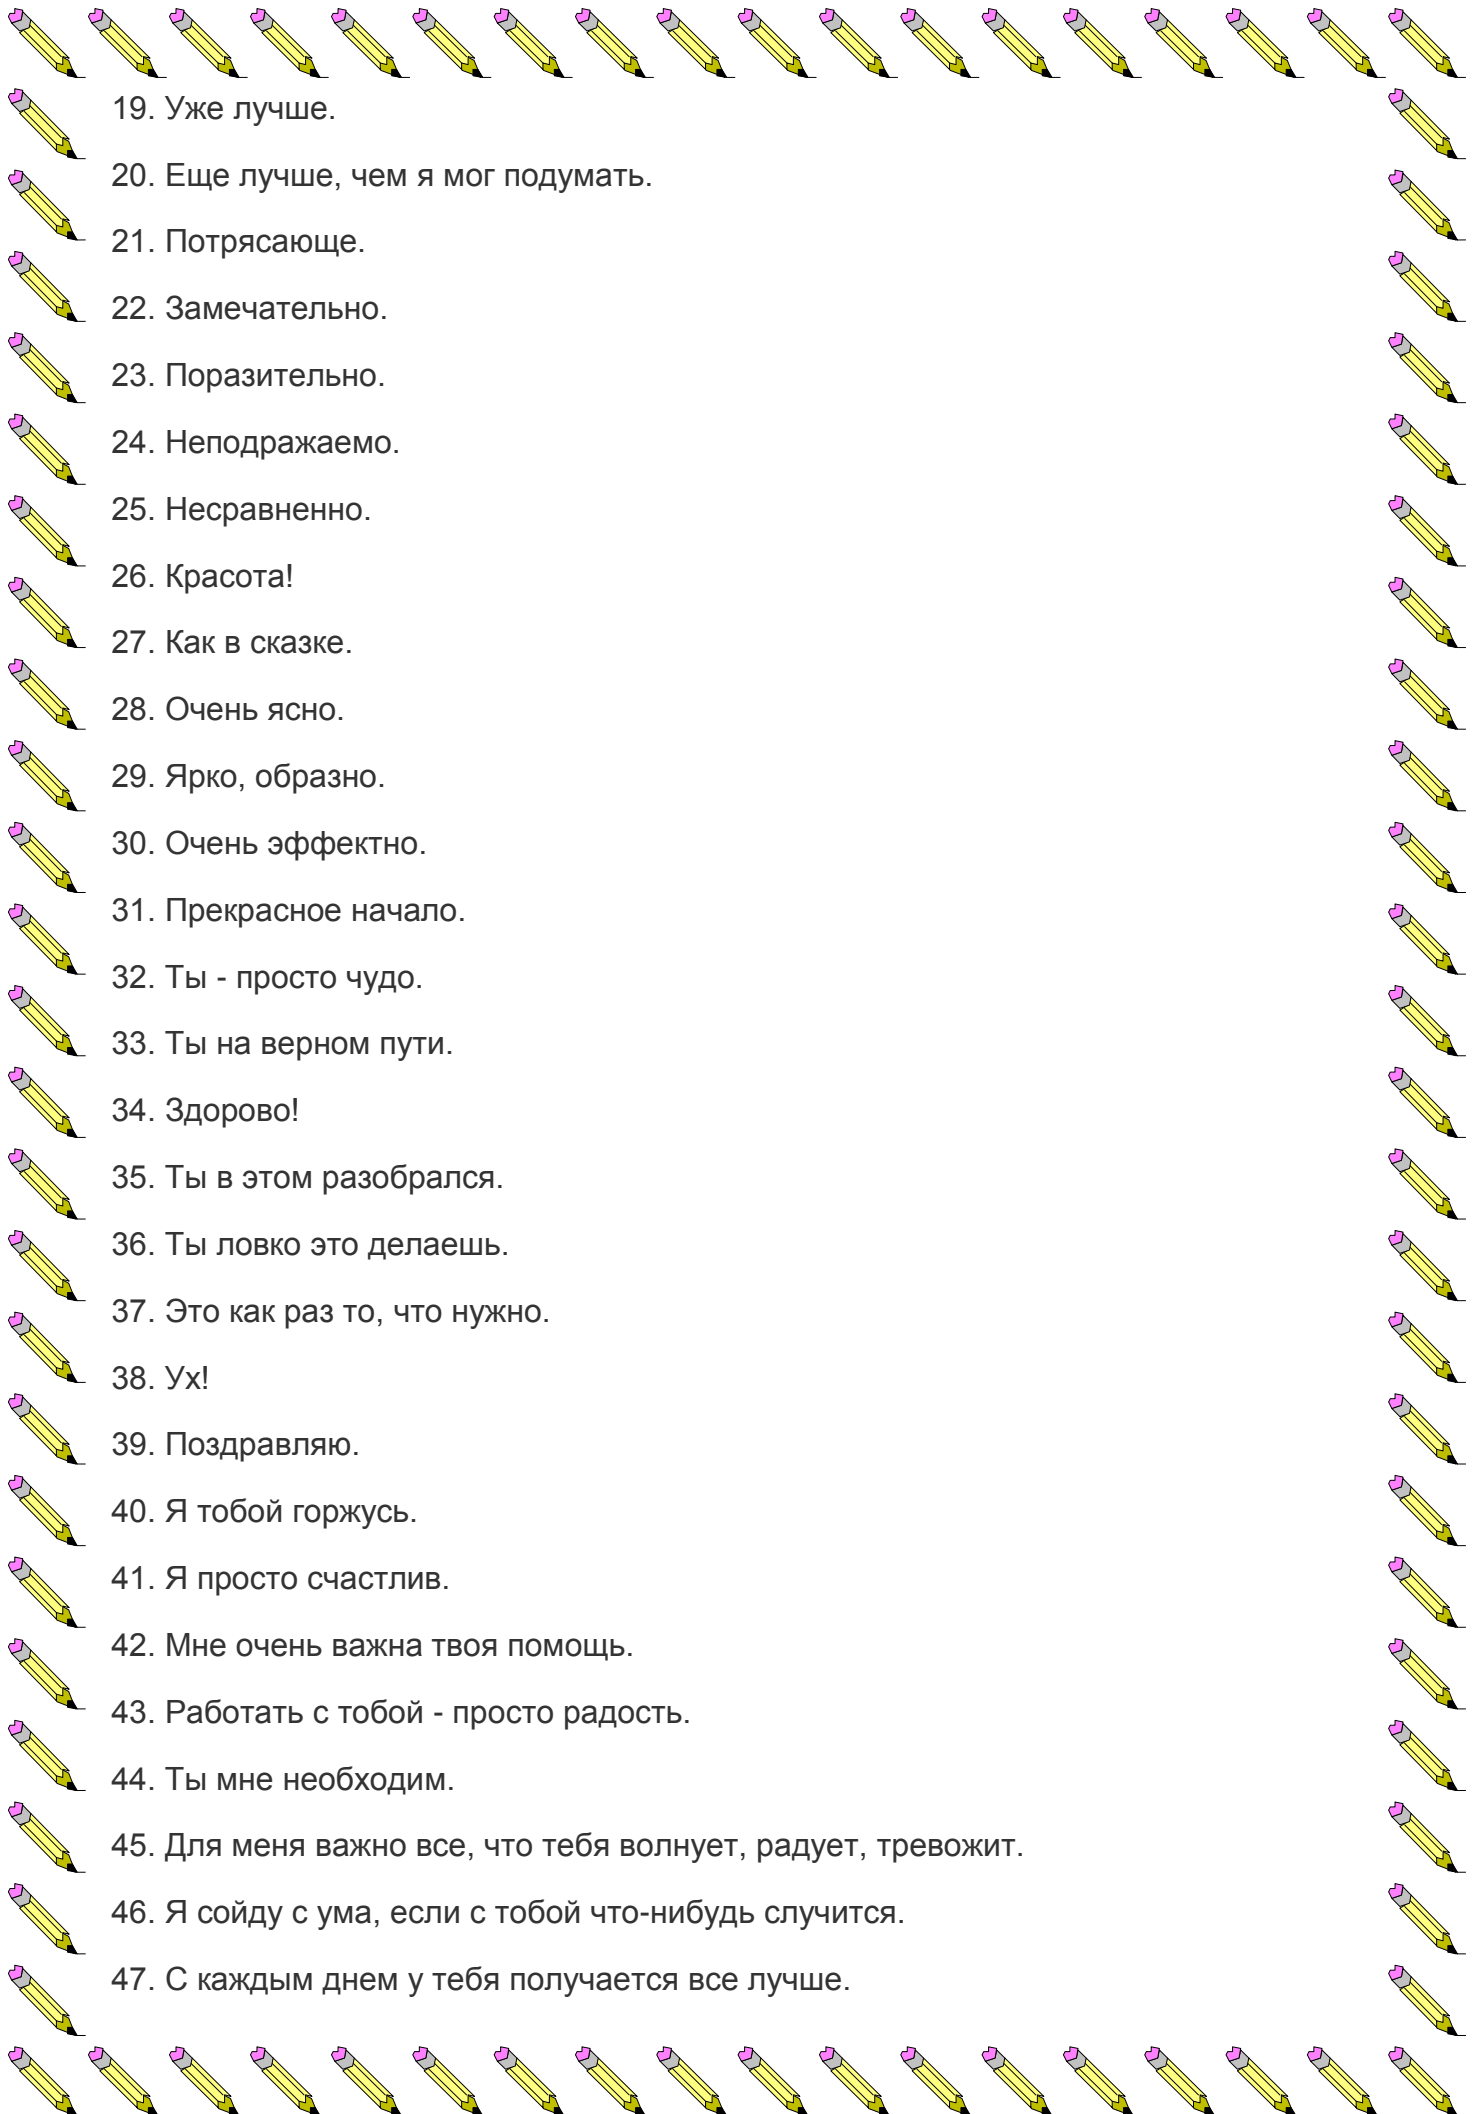 19. Уже лучше.
20. Еще лучше, чем я мог подумать.
21. Потрясающе.
22. Замечательно.
23. Поразительно.
24. Неподражаемо.
25. Несравненно.
26. Красота!
27. Как в сказке.
28. Очень ясно.
29. Ярко, образно.
30. Очень эффектно.
31. Прекрасное начало.
32. Ты - просто чудо.
33. Ты на верном пути.
34. Здорово!
35. Ты в этом разобрался.
36. Ты ловко это делаешь.
37. Это как раз то, что нужно.
38. Ух!
39. Поздравляю.
40. Я тобой горжусь.
41. Я просто счастлив.
42. Мне очень важна твоя помощь.
43. Работать с тобой - просто радость.
44. Ты мне необходим.
45. Для меня важно все, что тебя волнует, радует, тревожит.
46. Я сойду с ума, если с тобой что-нибудь случится.
47. С каждым днем у тебя получается все лучше.